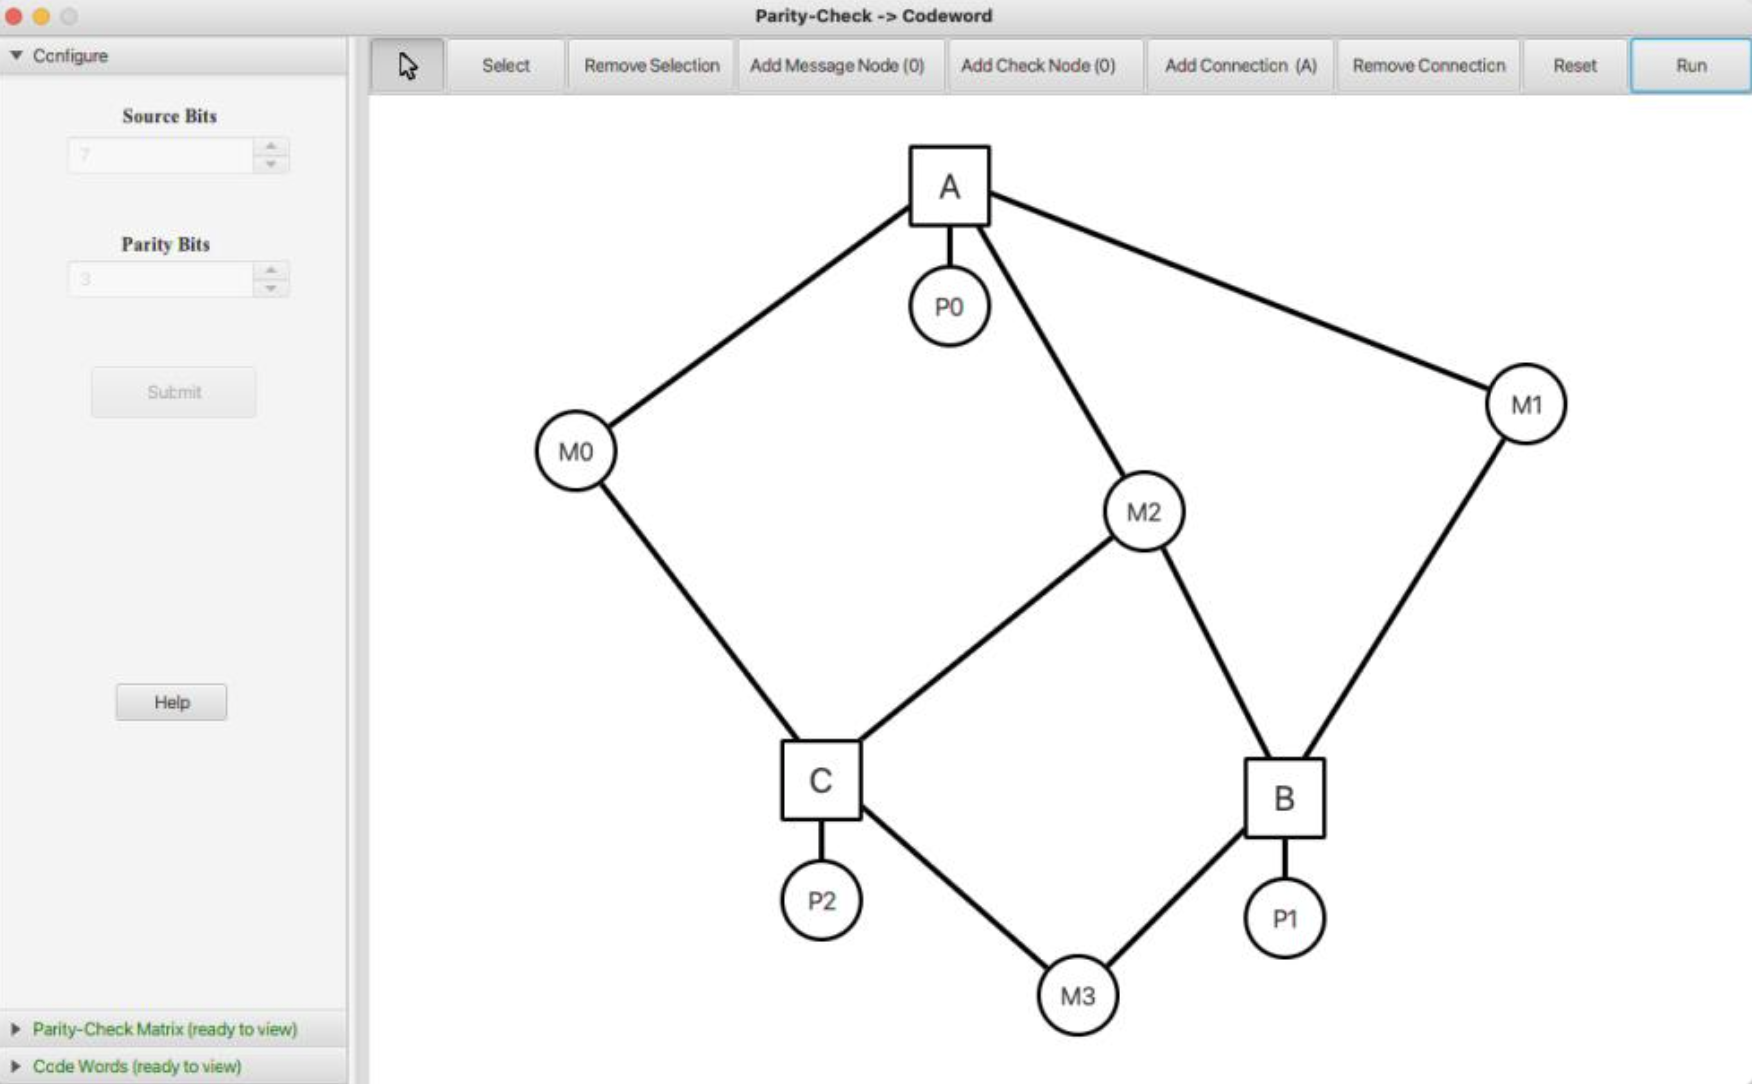 Parity-Check -> Codeword
Configure
Select
Remove Selection
Add Message Node (0)
Add Check Node (0)
Add Connection (A)
Remove Connection
Reset
Run
Source Bits
7
Parity Bits
3
Submit
Help
Parity-Check Matrix (ready to view)
Code Words (ready to view)
A
P0
M1
M0
M2
C
B
P2
P1
M3